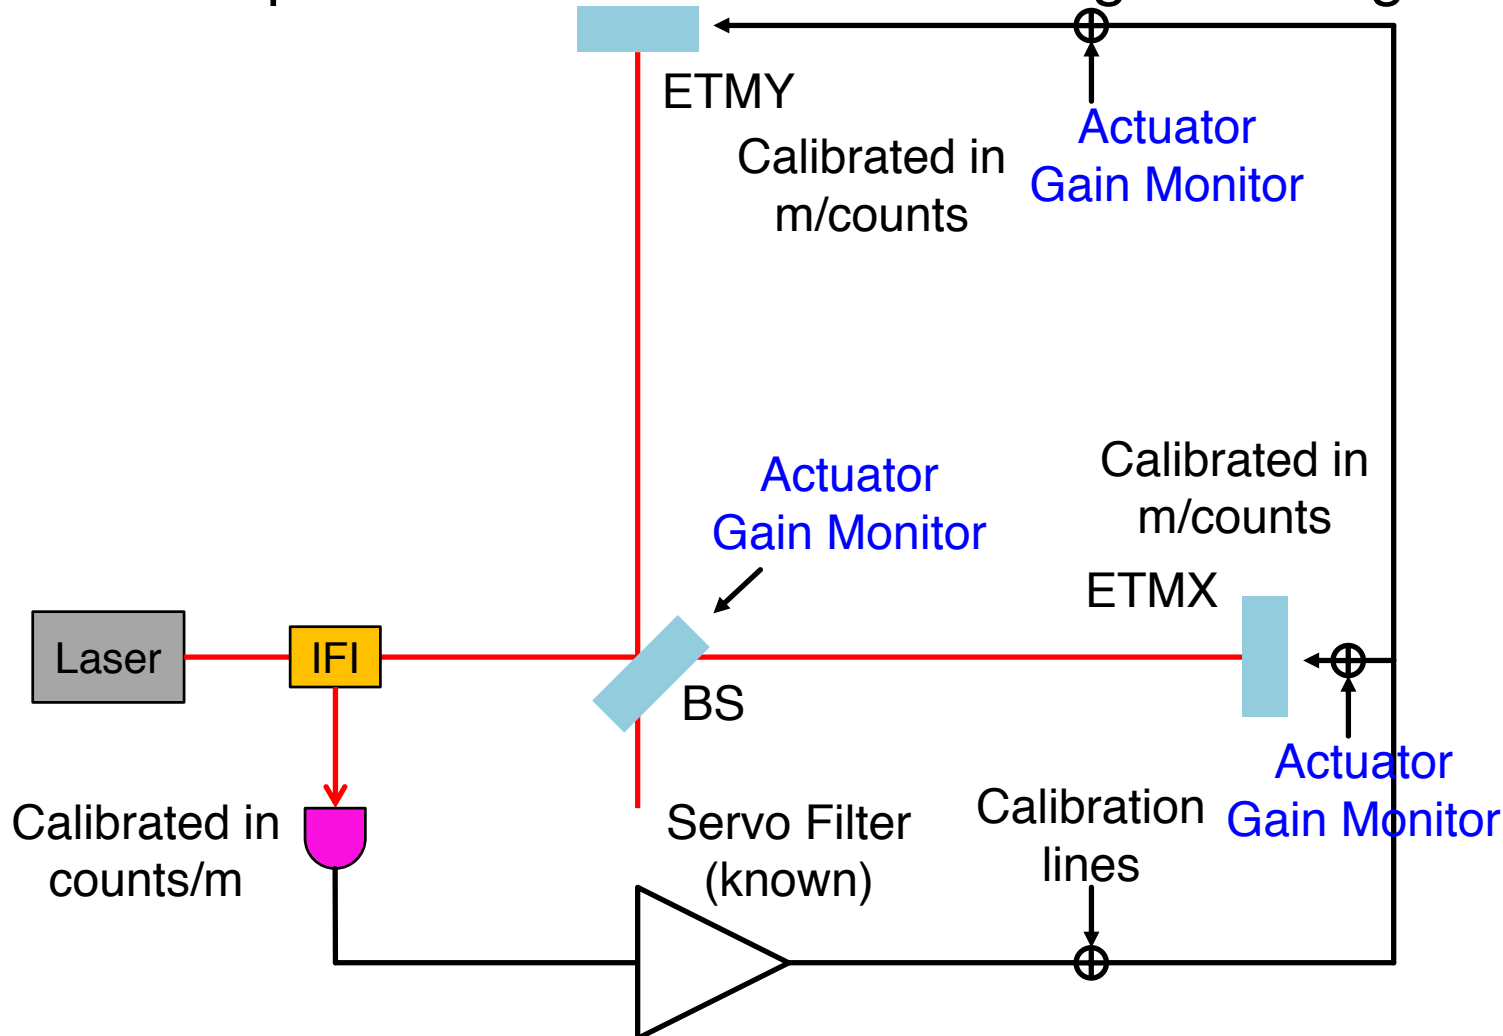 ETMY
Calibrated in
m/counts
Actuator
Gain Monitor
Actuator
Gain Monitor
Calibrated in
m/counts
ETMX
Laser
IFI
BS
Actuator
Gain Monitor
Calibrated in
counts/m
Servo Filter
(known)
Calibration
lines